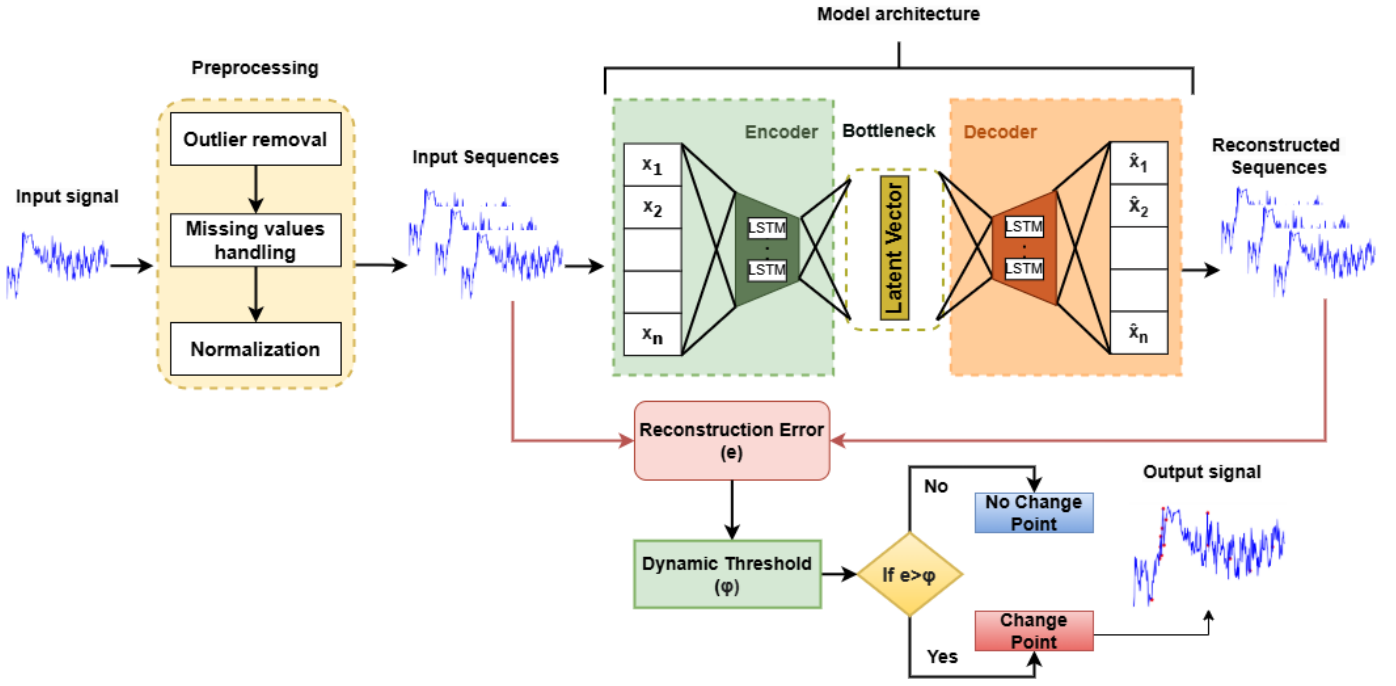 Model architecture
Preprocessing
Outlier removal
Missing values
handling
Normalization
Input signal
Input Sequences
Encoder
Bottleneck
Decoder
x1
x2
xn
LSTM
.
.
LSTM
Latent Vector
LSTM
.
.
LSTM
x̂1
x̂2
x̂n
Reconstructed
Sequences
Reconstruction Error
(e)
Dynamic Threshold
(φ)
If e>φ
No
No Change
Point
Yes
Change
Point
Output signal